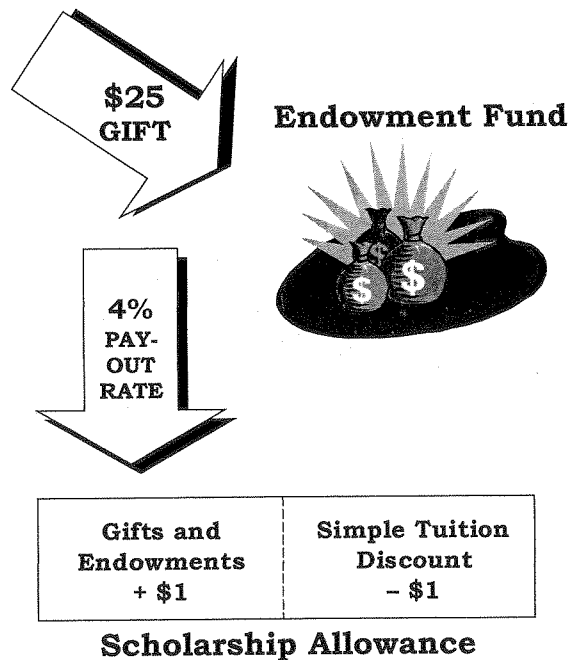 $25
GIFT
Endowment Fund
$
$
$
4%
PAY-
OUT
RATE
Gifts and
Endowments
+ $1
Simple Tuition
Discount
– $1
Scholarship Allowance